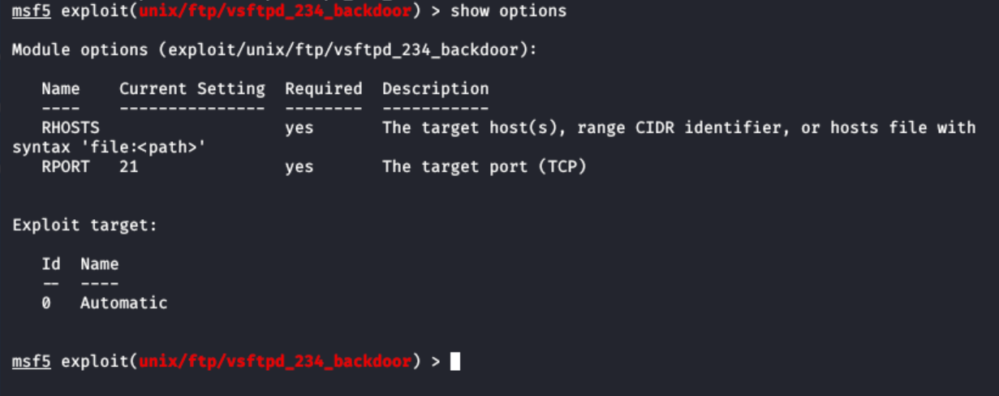 msf5 exploit(unix/ftp/vsftpd_234_backdoor) > show options
Module options (exploit/unix/ftp/vsftpd_234_backdoor):
Name Current Setting Required Description
---- --------------- -------- -----------
RHOSTS yes The target host(s), range CIDR identifier, or hosts file with
syntax 'file:<path>'
RPORT 21 yes The target port (TCP)
Exploit target:
Id Name
-- ----
0 Automatic
msf5 exploit(unix/ftp/vsftpd_234_backdoor) >